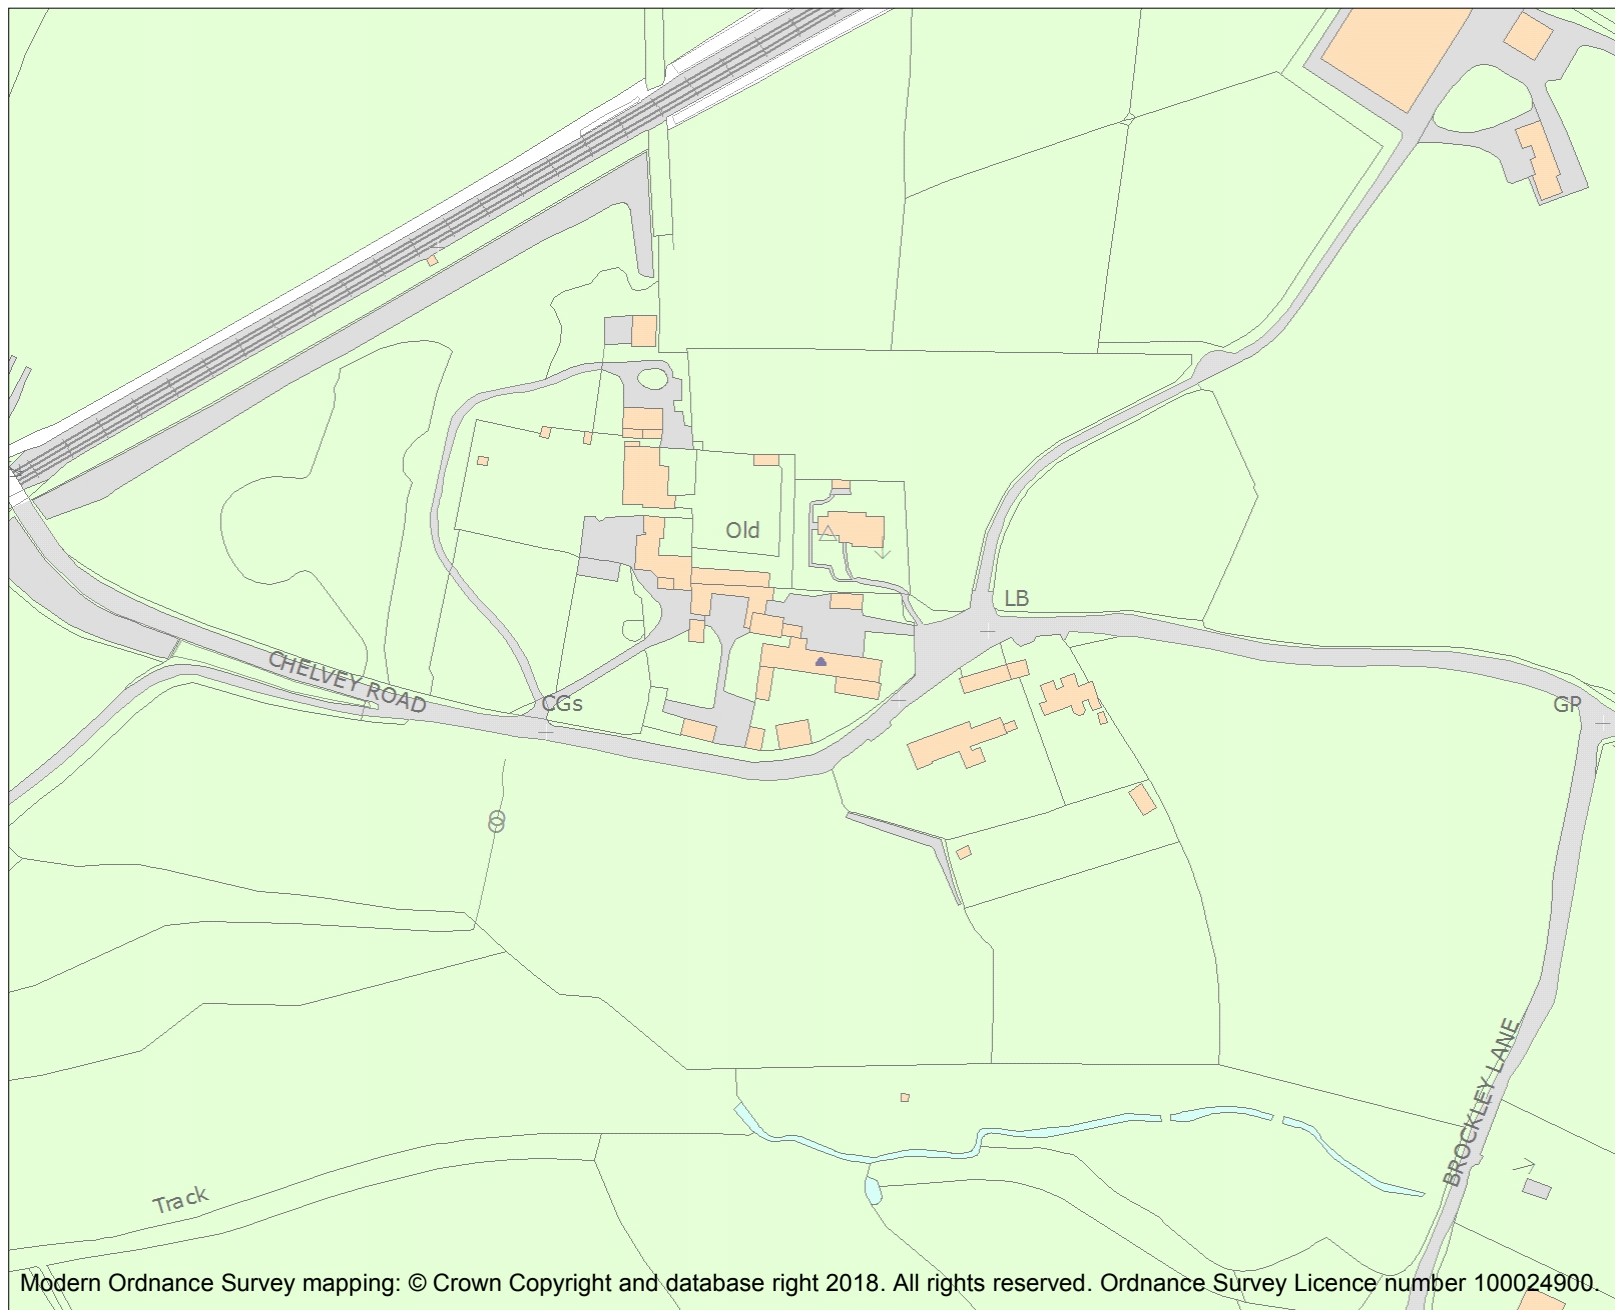 Old
LB
CHELVEY ROAD
CGs
GP
BROCKLEY LANE
Track
Modern Ordnance Survey mapping: © Crown Copyright and database right 2018. All rights reserved. Ordnance Survey Licence number 100024900.